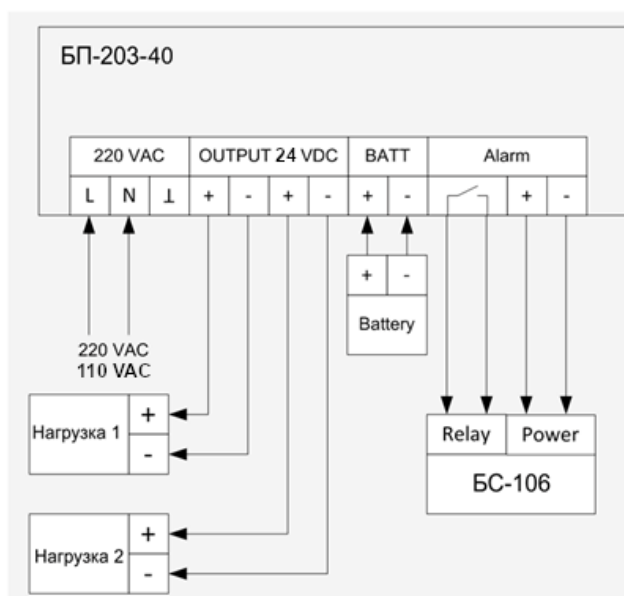 БП-203-40
220 VAC OUTPUT 24 VDC BATT Alarm
L N ⊥ + - + - + - + -
+ -
Battery
220 VAC
110 VAC
Нагрузка 1 + -
Relay Power
БС-106
Нагрузка 2 + -